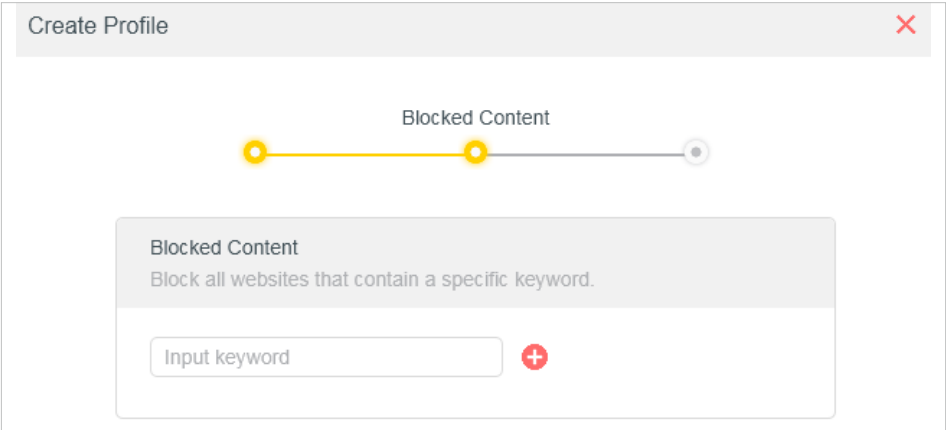 Create Profile
Blocked Content
Blocked Content
Block all websites that contain a specific keyword.
Input keyword